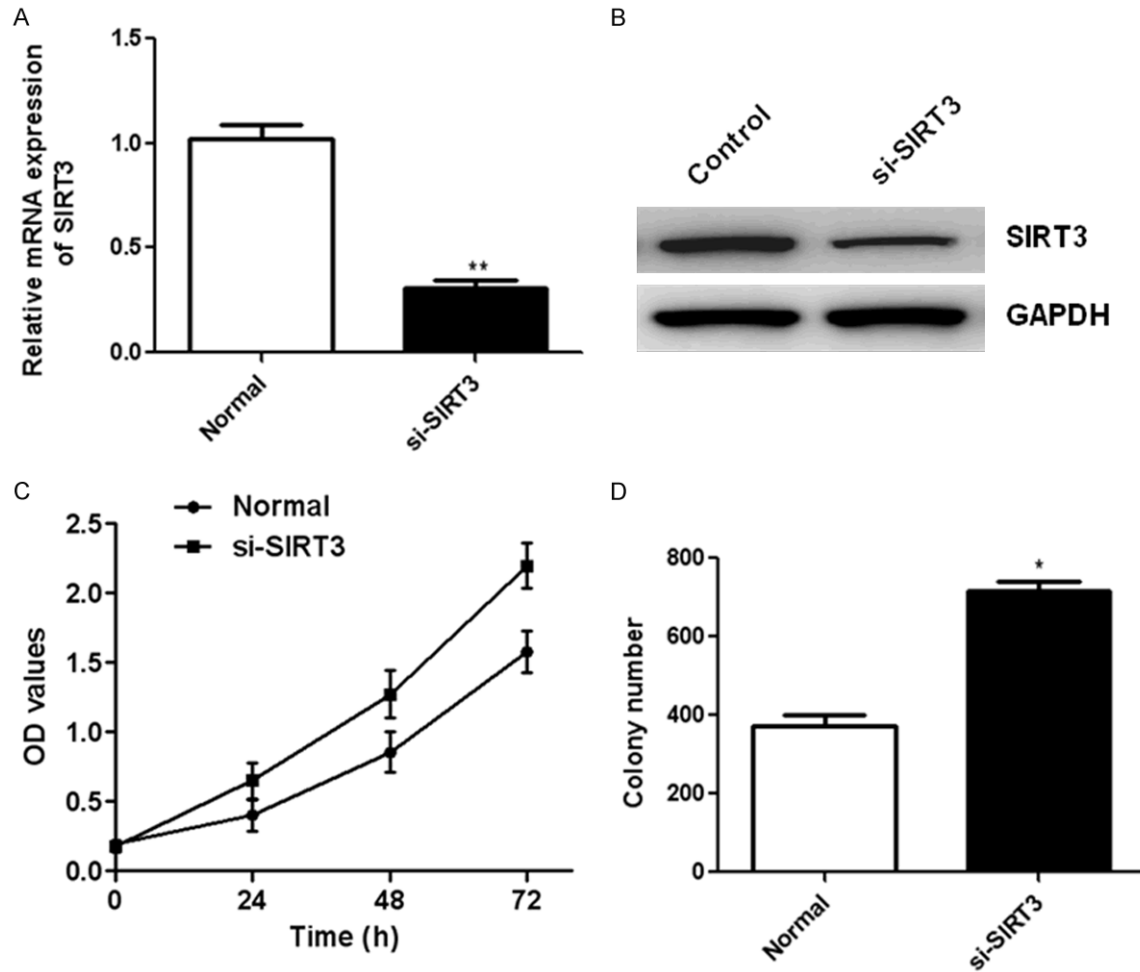 A
Relative mRNA expression
of SIRT3
1.5
1.0
0.5
0.0
**
Normal
si-SIRT3
B
Control
si-SIRT3
SIRT3
GAPDH
C
Normal
si-SIRT3
OD values
2.5
2.0
1.5
1.0
0.5
0.0
0 24 48 72
Time (h)
D
Colony number
800
600
400
200
0
*
Normal
si-SIRT3